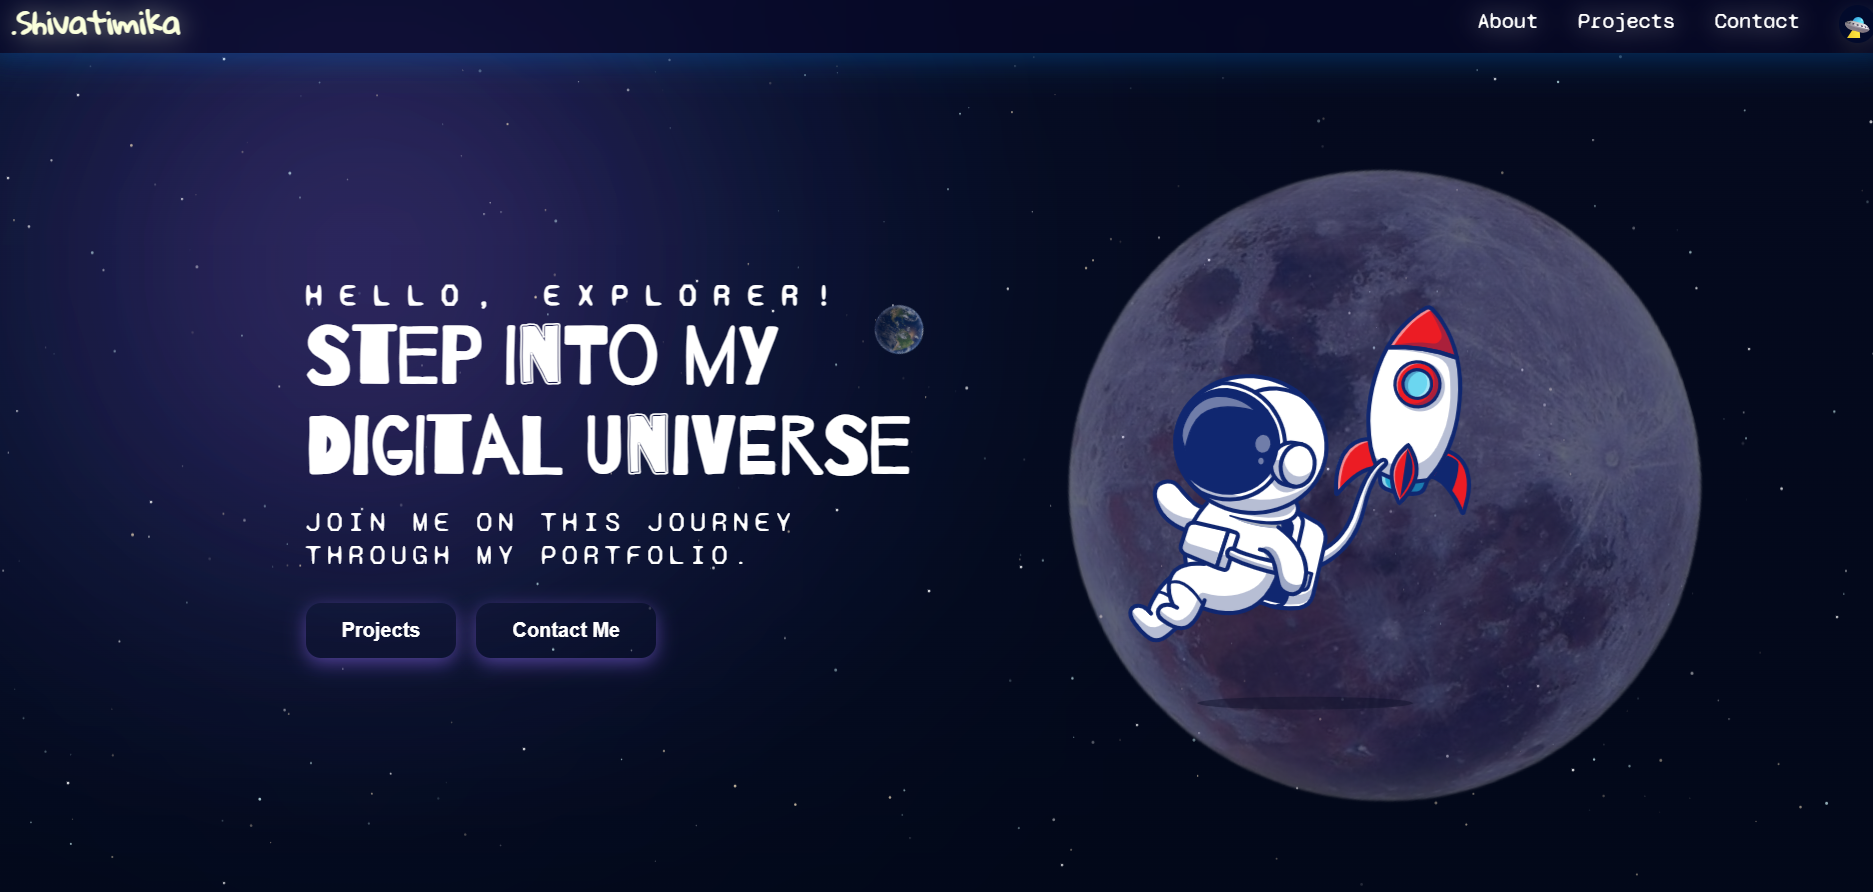 .Shivatimika
About Projects Contact
HELLO, EXPLORER!
STEP INTO MY
DIGITAL UNIVERSE
JOIN ME ON THIS JOURNEY
THROUGH MY PORTFOLIO.
Projects Contact Me